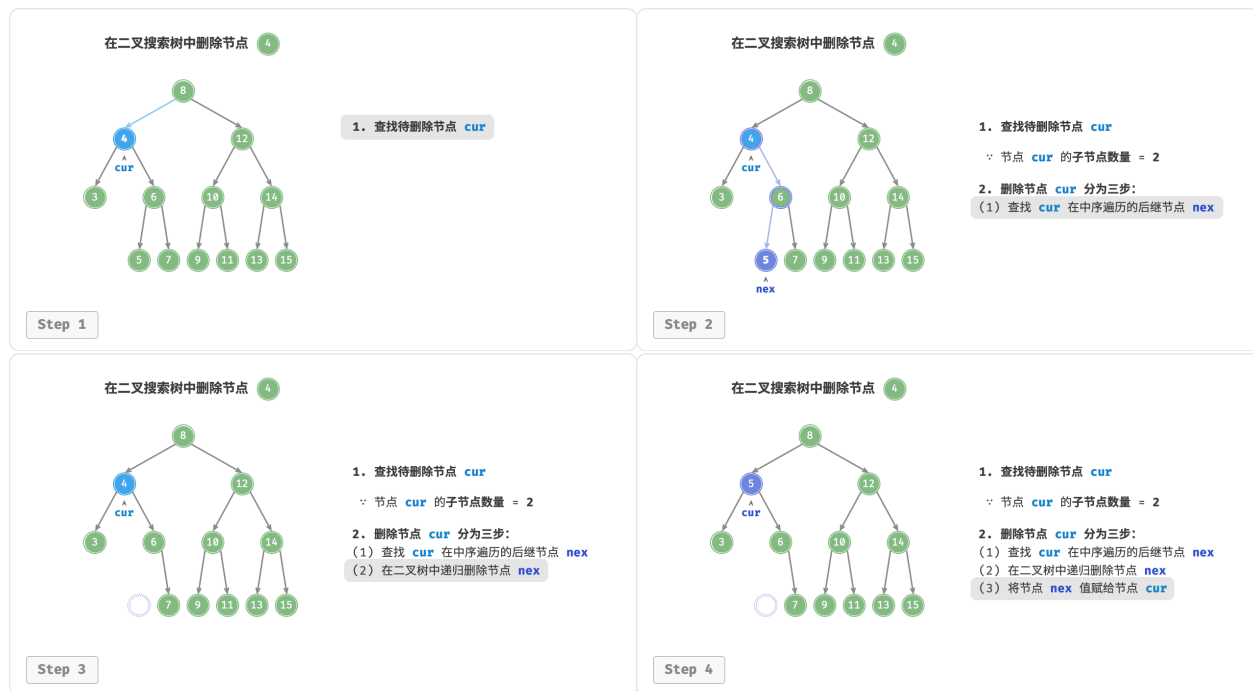 在二叉搜索树中删除节点 4
8
4 12
cur
3 6 10 14
5 7 9 11 13 15
1. 查找待删除节点 cur
Step 1
在二叉搜索树中删除节点 4
8
4 12
cur
3 6 10 14
5 7 9 11 13 15
nex
1. 查找待删除节点 cur
∵ 节点 cur 的子节点数量 = 2
2. 删除节点 cur 分为三步:
(1) 查找 cur 在中序遍历的后继节点 nex
Step 2
在二叉搜索树中删除节点 4
8
4 12
cur
3 6 10 14
7 9 11 13 15
1. 查找待删除节点 cur
∵ 节点 cur 的子节点数量 = 2
2. 删除节点 cur 分为三步:
(1) 查找 cur 在中序遍历的后继节点 nex
(2) 在二叉树中递归删除节点 nex
Step 3
在二叉搜索树中删除节点 4
8
5 12
cur
3 6 10 14
7 9 11 13 15
1. 查找待删除节点 cur
∵ 节点 cur 的子节点数量 = 2
2. 删除节点 cur 分为三步:
(1) 查找 cur 在中序遍历的后继节点 nex
(2) 在二叉树中递归删除节点 nex
(3) 将节点 nex 值赋给节点 cur
Step 4